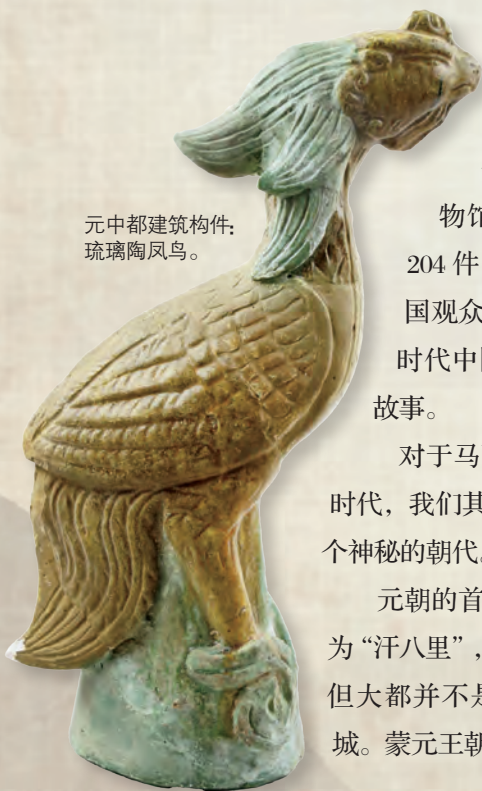 元中都建筑构件:
琉璃陶凤鸟。
物馆
204 件
国观众
时代中
故事。
对于马
时代，我们其
个神秘的朝代
元朝的首
为“汗八里”，
但大都并不是
城。蒙元王朝